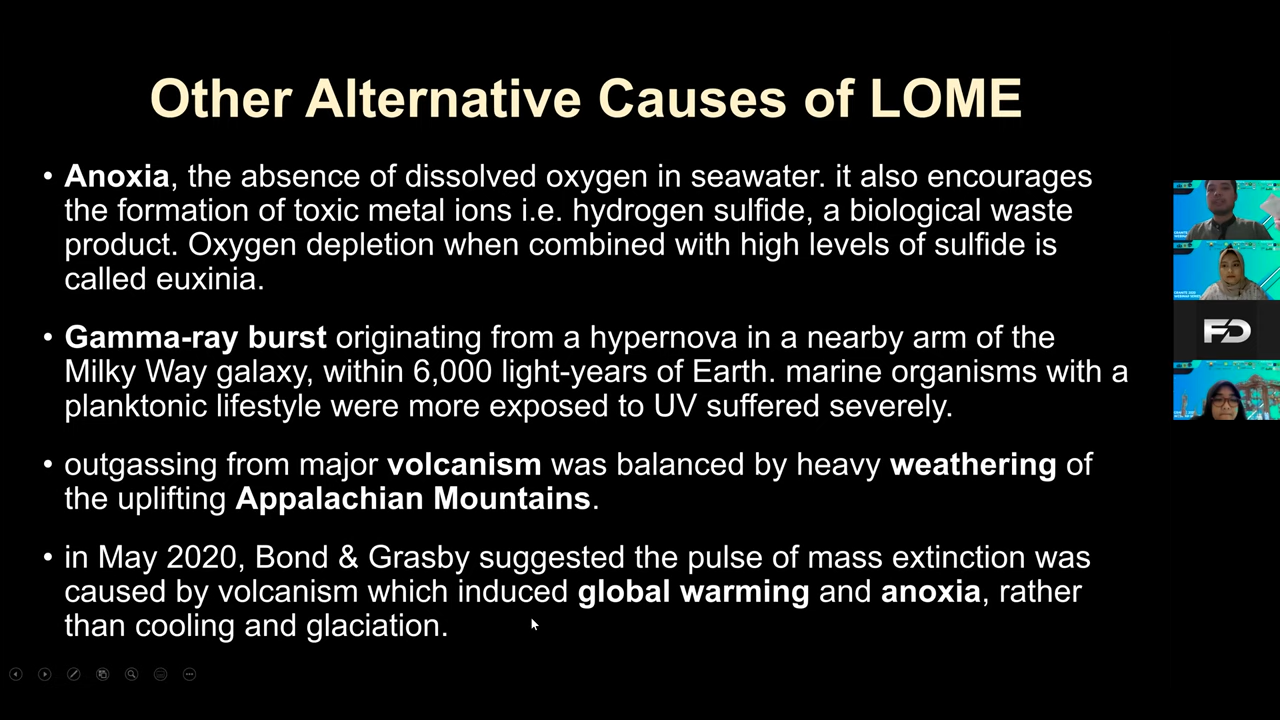 Other Alternative Causes of LOME
• Anoxia, the absence of dissolved oxygen in seawater. it also encourages
the formation of toxic metal ions i.e. hydrogen sulfide, a biological waste
product. Oxygen depletion when combined with high levels of sulfide is
called euxinia.
• Gamma-ray burst originating from a hypernova in a nearby arm of the
Milky Way galaxy, within 6,000 light-years of Earth. marine organisms with a
planktonic lifestyle were more exposed to UV suffered severely.
• outgassing from major volcanism was balanced by heavy weathering of
the uplifting Appalachian Mountains.
• in May 2020, Bond & Grasby suggested the pulse of mass extinction was
caused by volcanism which induced global warming and anoxia, rather
than cooling and glaciation.
FD